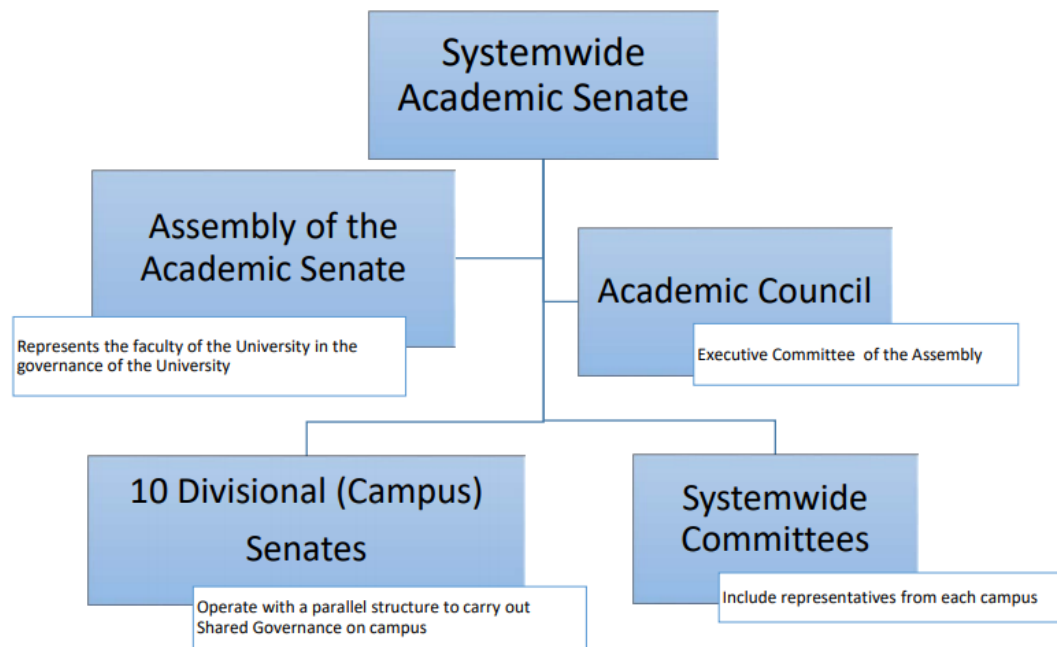 Systemwide
Academic Senate
Assembly of the
Academic Senate
Represents the faculty of the University in the
governance of the University
Academic Council
Executive Committee of the Assembly
10 Divisional (Campus)
Senates
Operate with a parallel structure to carry out
Shared Governance on campus
Systemwide
Committees
Include representatives from each campus